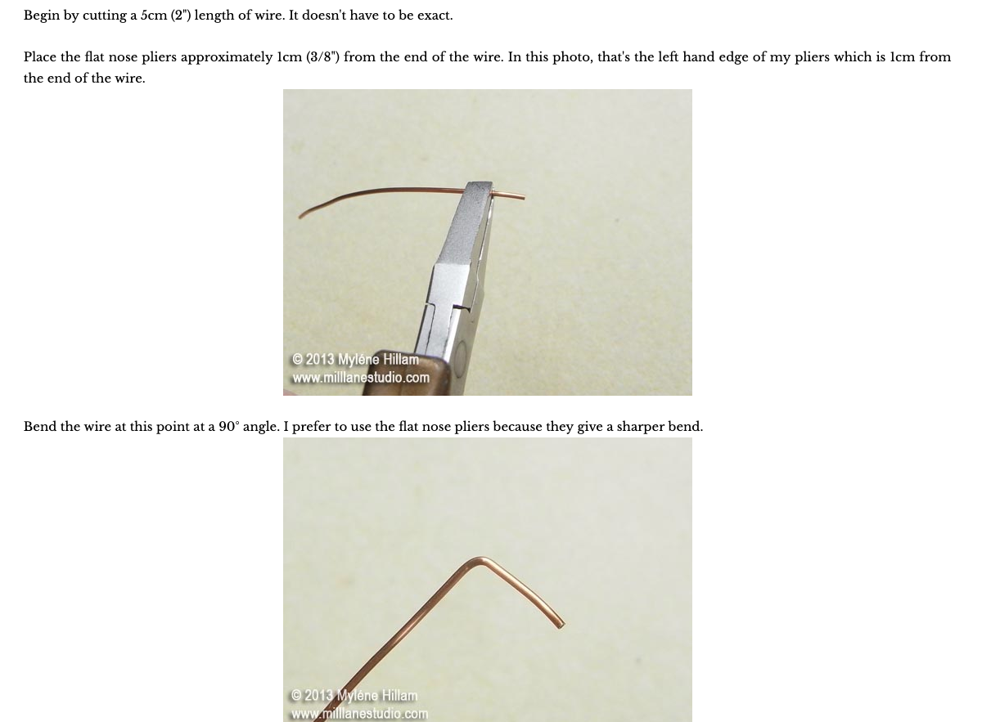 Begin by cutting a 5cm (2") length of wire. It doesn't have to be exact.
Place the flat nose pliers approximately 1cm (3/8") from the end of the wire. In this photo, that's the left hand edge of my pliers which is 1cm from
the end of the wire.
© 2013 Myléne Hillam
www.milllanestudio.com
Bend the wire at this point at a 90° angle. I prefer to use the flat nose pliers because they give a sharper bend.
© 2013 Myléne Hillam
www.milllanestudio.com